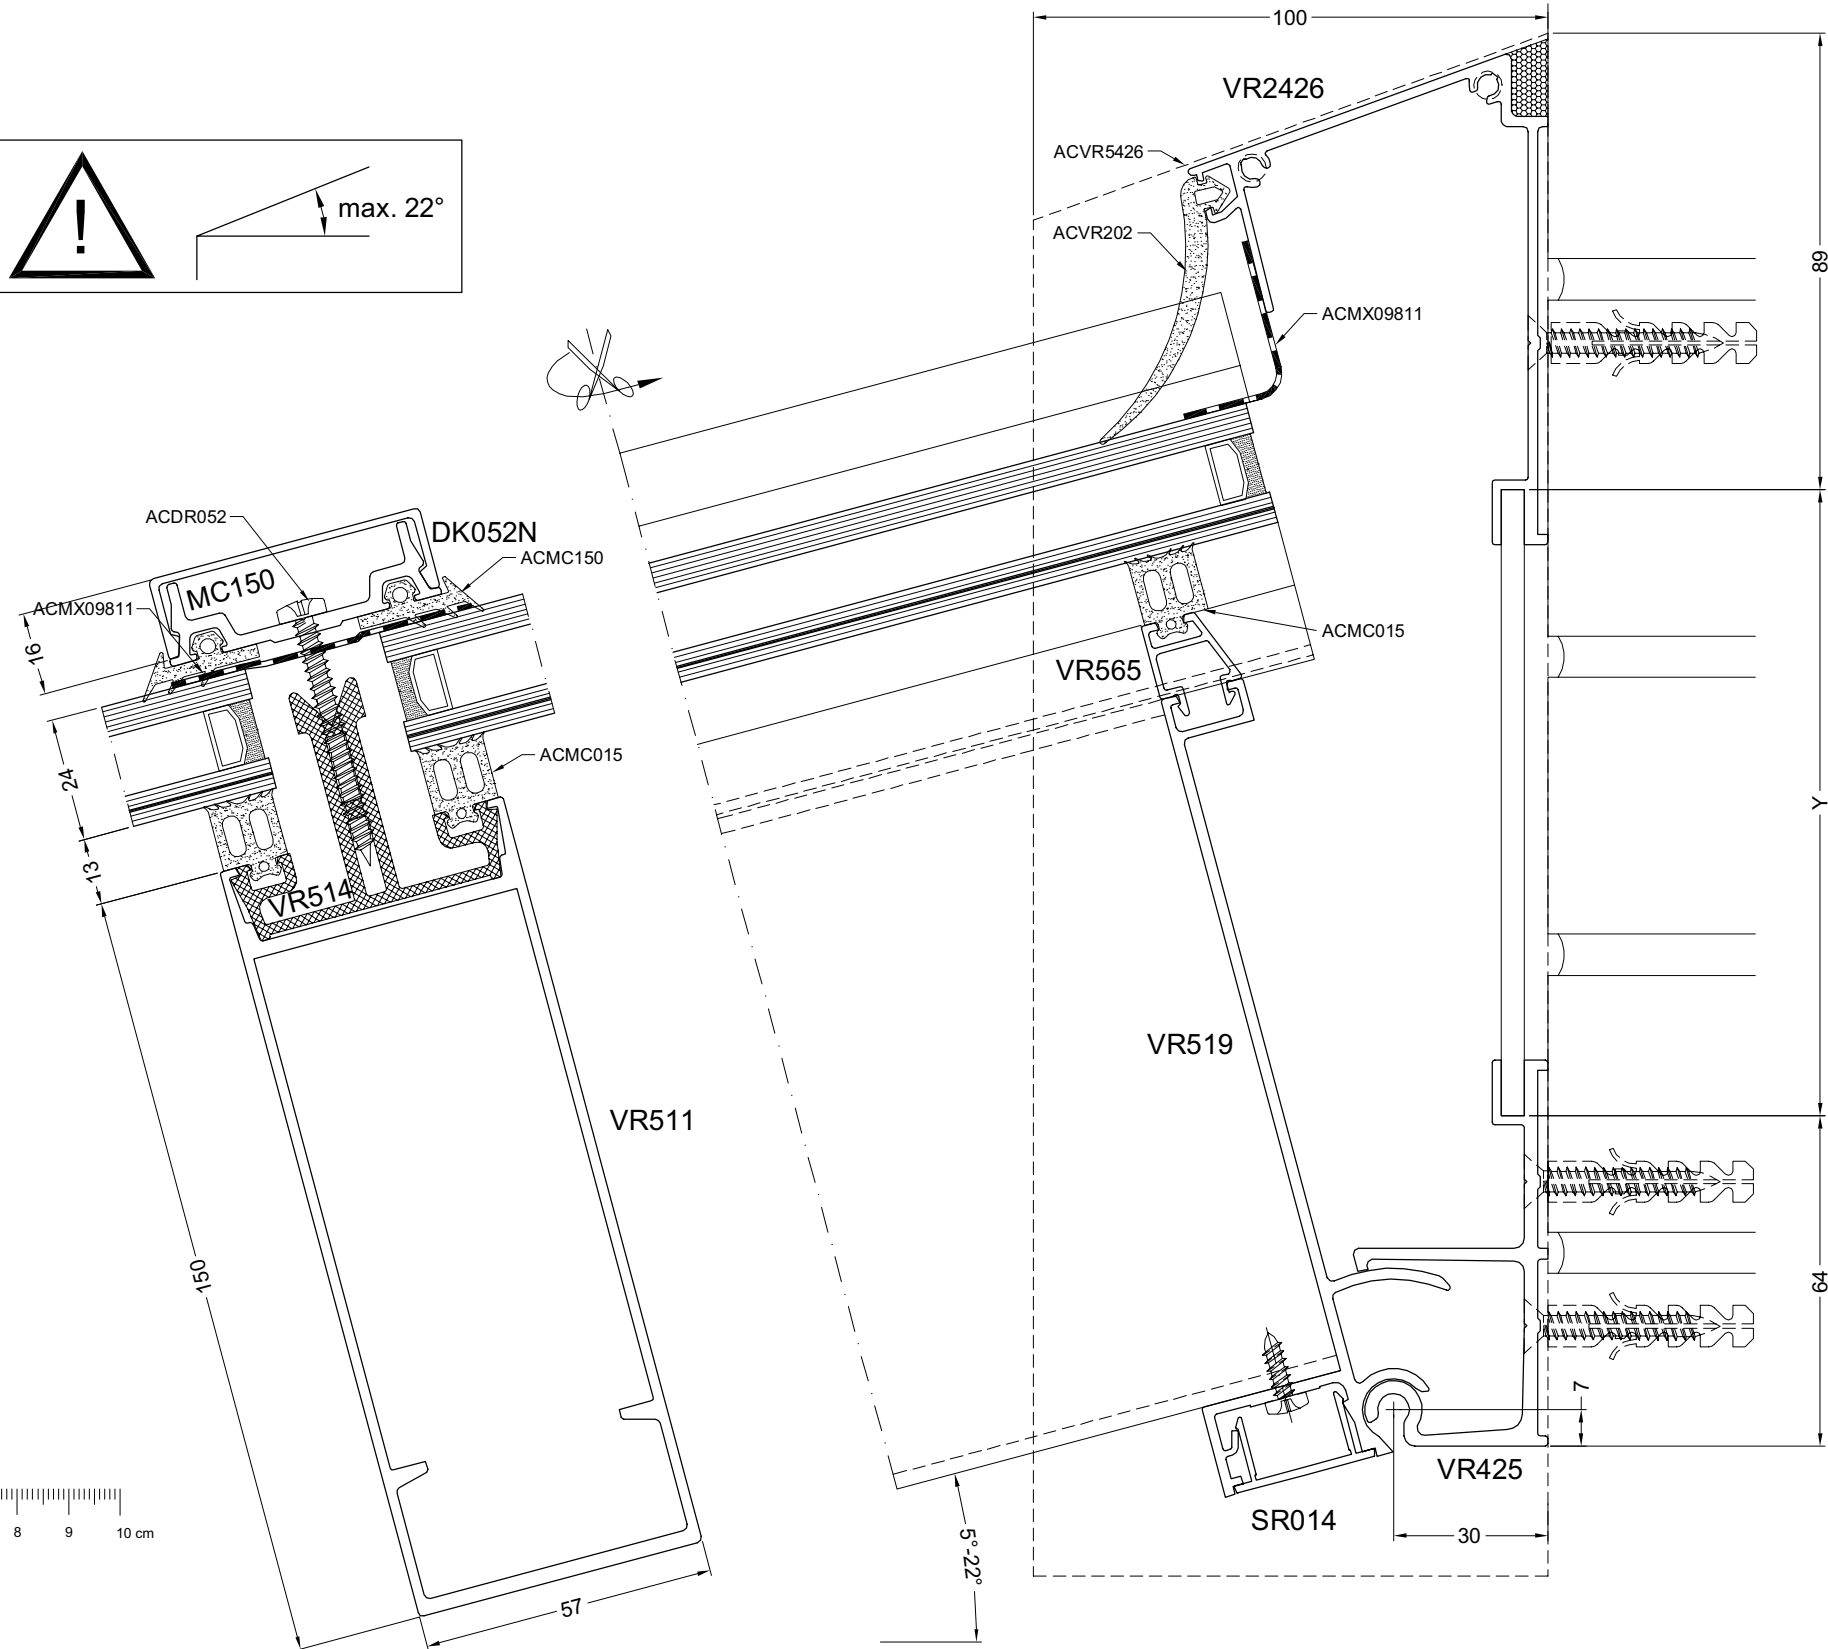 100
VR2426
ACVR5426
!
max. 22°
ACVR202
89
ACMX09811
ACDR052
DK052N
ACMC150
MC150
ACMX09811
16
ACMC015
VR565
ACMC015
24
Y
13
VR514
VR519
VR511
150
64
7
VR425
SR014
8 9 10 cm
30
5°-22°
57